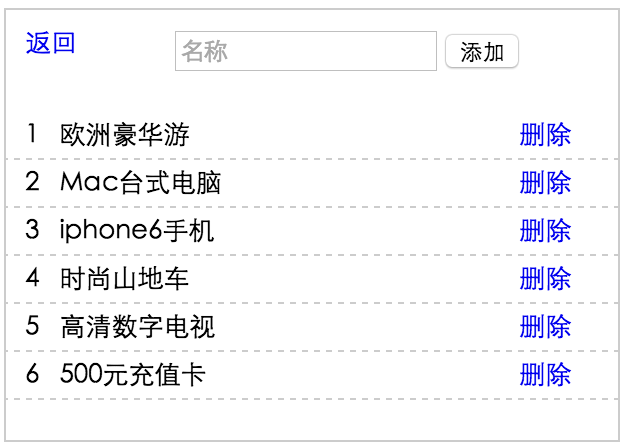 返回 名称 添加
1 欧洲豪华游 删除
2 Mac台式电脑 删除
3 iphone6手机 删除
4 时尚山地车 删除
5 高清数字电视 删除
6 500元充值卡 删除